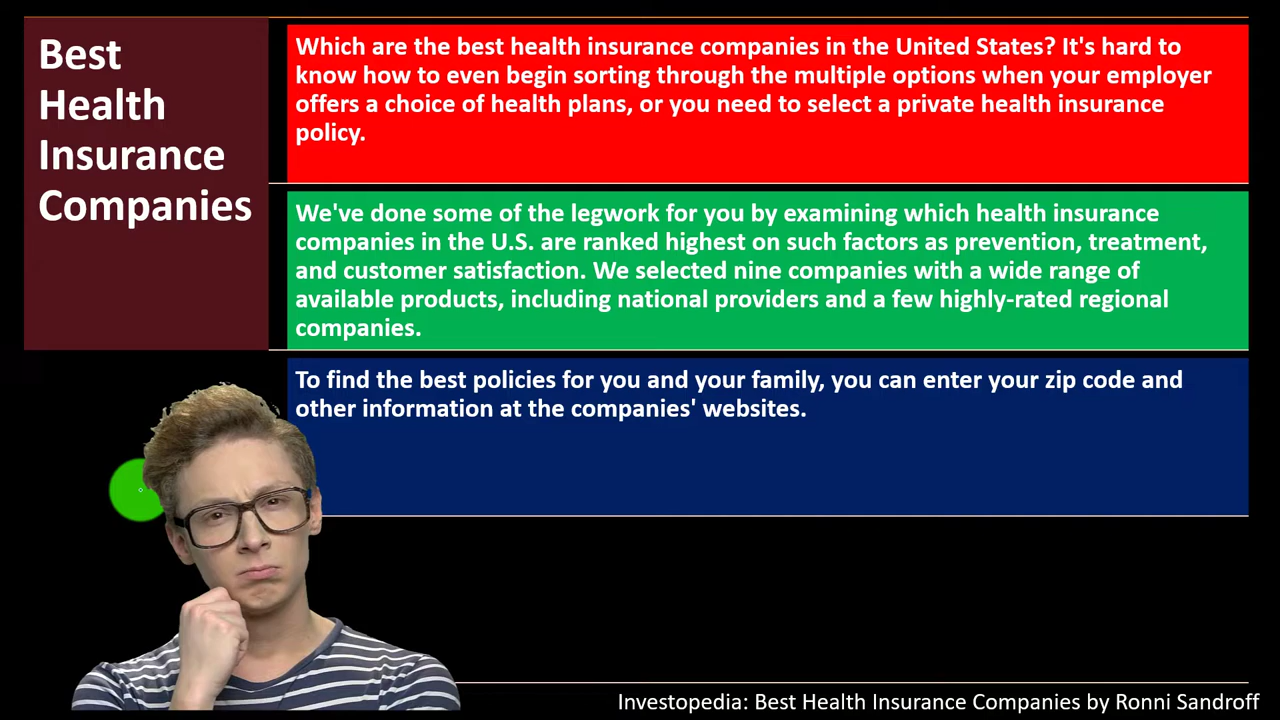 Best
Health
Insurance
Companies
Which are the best health insurance companies in the United States? It's hard to
know how to even begin sorting through the multiple options when your employer
offers a choice of health plans, or you need to select a private health insurance
policy.
We've done some of the legwork for you by examining which health insurance
companies in the U.S. are ranked highest on such factors as prevention, treatment,
and customer satisfaction. We selected nine companies with a wide range of
available products, including national providers and a few highly-rated regional
companies.
To find the best policies for you and your family, you can enter your zip code and
other information at the companies' websites.
Investopedia: Best Health Insurance Companies by Ronni Sandroff